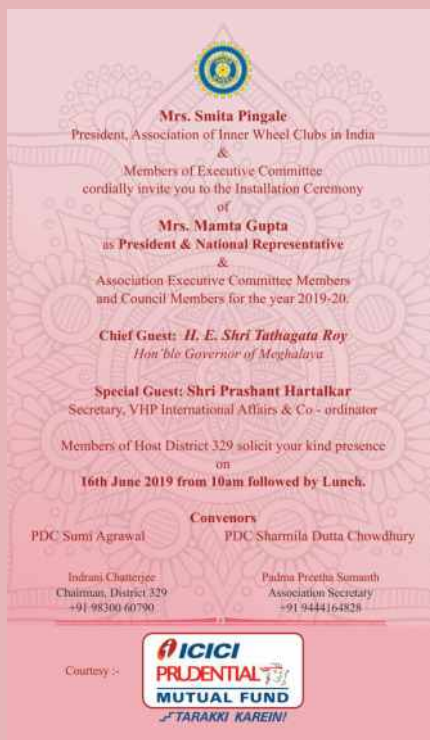 Mrs. Smita Pingale
President, Association of Inner Wheel Clubs in India
&
Members of Executive Committee
cordially invite you to the Installation Ceremony
of
Mrs. Mamta Gupta
as President & National Representative
&
Association Executive Committee Members
and Council Members for the year 2019-20.
Chief Guest: H. E. Shri Tathagata Roy
Hon'ble Governor of Meghalaya
Special Guest: Shri Prashant Hartalkar
Secretary, VHP International Affairs & Co - ordinator
Members of Host District 329 solicit your kind presence
on
16th June 2019 from 10am followed by Lunch.
Convenors
PDC Sumi Agrawal PDC Sharmila Dutta Chowdhury
Indrani Chatterjee Padma Preetha Sumanth
Chairman, District 329 Association Secretary
+91 98300 60790 +91 9444164828
Courtesy :-
ICICI
PRUDENTIAL
MUTUAL FUND
TARAKKI KAREIN!